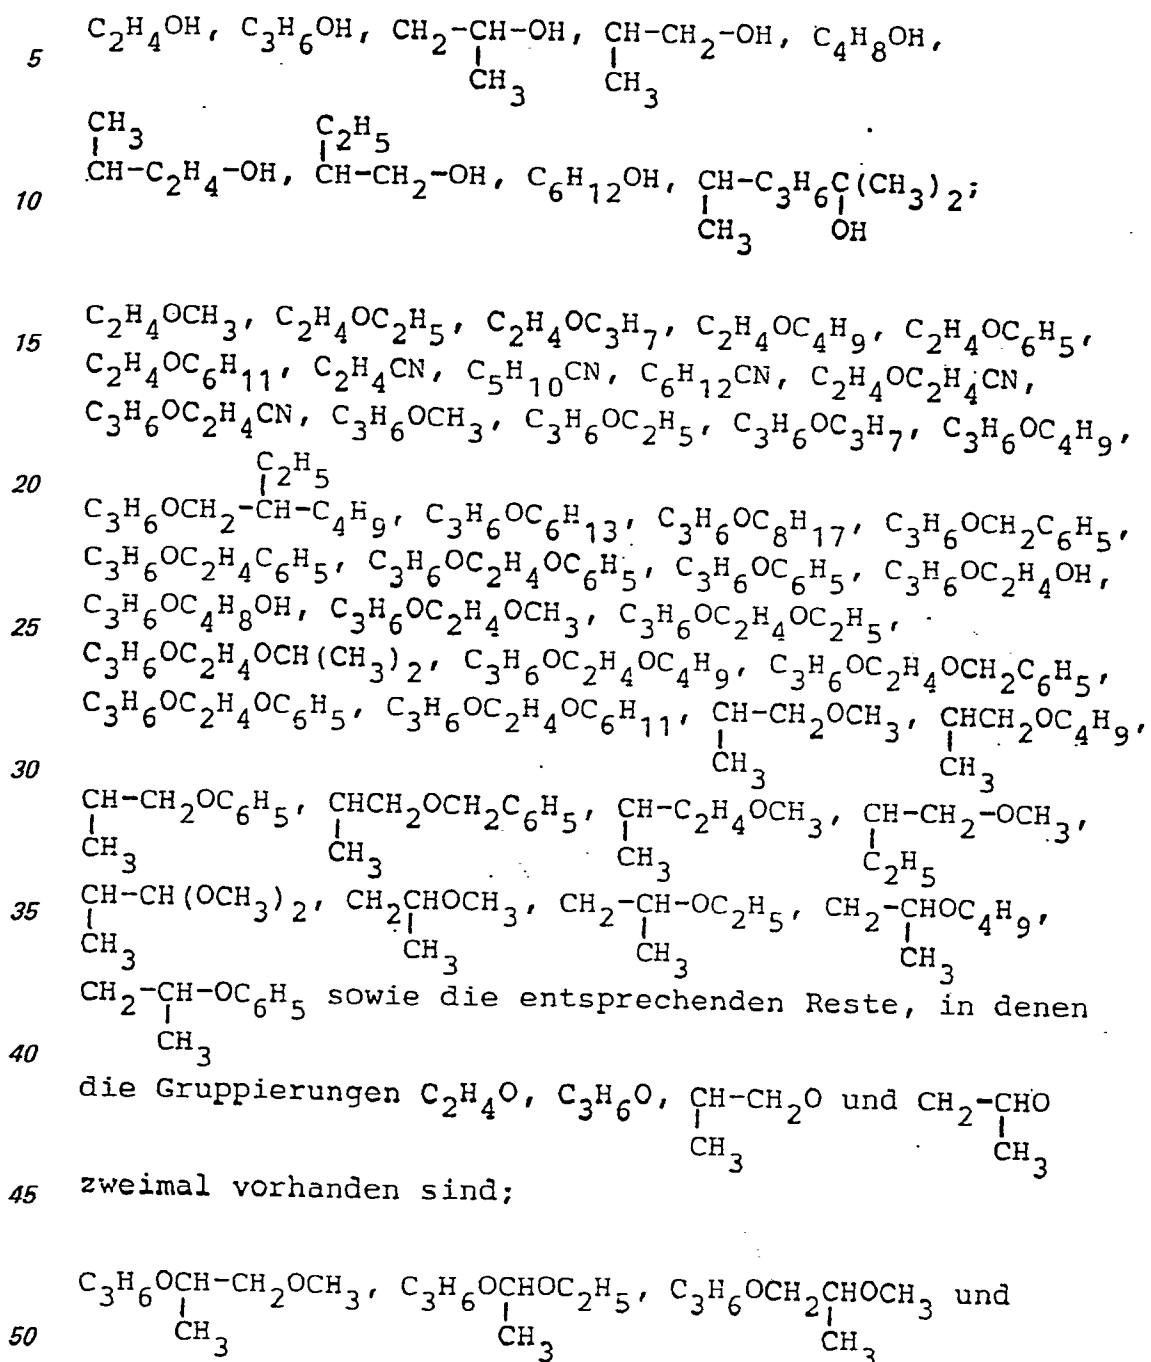 5 C₂H₄OH, C₃H₆OH, CH₂-CH-OH, CH-CH₂-OH, C₄H₈OH,
CH₃ CH₃
CH₃ C₂H₅
10 CH-C₂H₄-OH, CH-CH₂-OH, C₆H₁₂OH, CH-C₃H₆C(CH₃)₂;
CH₃ OH
15 C₂H₄OCH₃, C₂H₄OC₂H₅, C₂H₄OC₃H₇, C₂H₄OC₄H₉, C₂H₄OC₆H₅,
C₂H₄OC₆H₁₁, C₂H₄CN, C₅H₁₀CN, C₆H₁₂CN, C₂H₄OC₂H₄CN,
C₃H₆OC₂H₄CN, C₃H₆OCH₃, C₃H₆OC₂H₅, C₃H₆OC₃H₇, C₃H₆OC₄H₉,
20 C₂H₅
C₃H₆OCH₂-CH-C₄H₉, C₃H₆OC₆H₁₃, C₃H₆OC₈H₁₇, C₃H₆OCH₂C₆H₅,
C₃H₆OC₂H₄C₆H₅, C₃H₆OC₂H₄OC₆H₅, C₃H₆OC₆H₅, C₃H₆OC₂H₄OH,
25 C₃H₆OC₄H₈OH, C₃H₆OC₂H₄OCH₃, C₃H₆OC₂H₄OC₂H₅,
C₃H₆OC₂H₄OCH(CH₃)₂, C₃H₆OC₂H₄OC₄H₉, C₃H₆OC₂H₄OCH₂C₆H₅,
C₃H₆OC₂H₄OC₆H₅, C₃H₆OC₂H₄OC₆H₁₁, CH-CH₂OCH₃, CHCH₂OC₄H₉,
30 CH₃ CH₃
CH-CH₂OC₆H₅, CHCH₂OCH₂C₆H₅, CH-C₂H₄OCH₃, CH-CH₂-OCH₃,
CH₃ CH₃ CH₃ C₂H₅
35 CH-CH(OCH₃)₂, CH₂CHOCH₃, CH₂-CH-OC₂H₅, CH₂-CHOC₄H₉,
CH₃ CH₃ CH₃ CH₃
CH₂-CH-OC₆H₅ sowie die entsprechenden Reste, in denen
40 CH₃
die Gruppierungen C₂H₄O, C₃H₆O, CH-CH₂O und CH₂-CHO
CH₃ CH₃
45 zweimal vorhanden sind;
C₃H₆OCH-CH₂OCH₃, C₃H₆OCHOC₂H₅, C₃H₆OCH₂CHOCH₃ und
50 CH₃ CH₃ CH₃